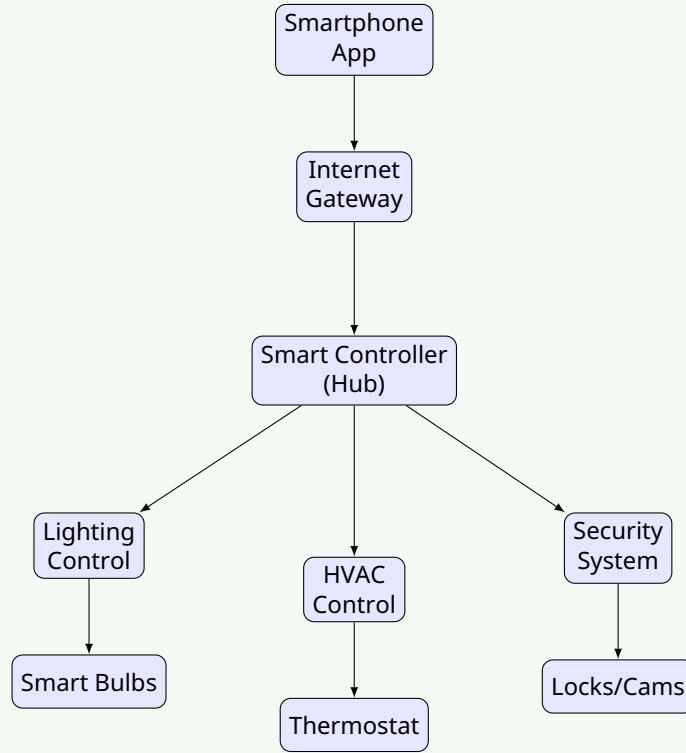 Smartphone
App
Internet
Gateway
Smart Controller
(Hub)
Lighting
Control
HVAC
Control
Security
System
Smart Bulbs
Thermostat
Locks/Cams